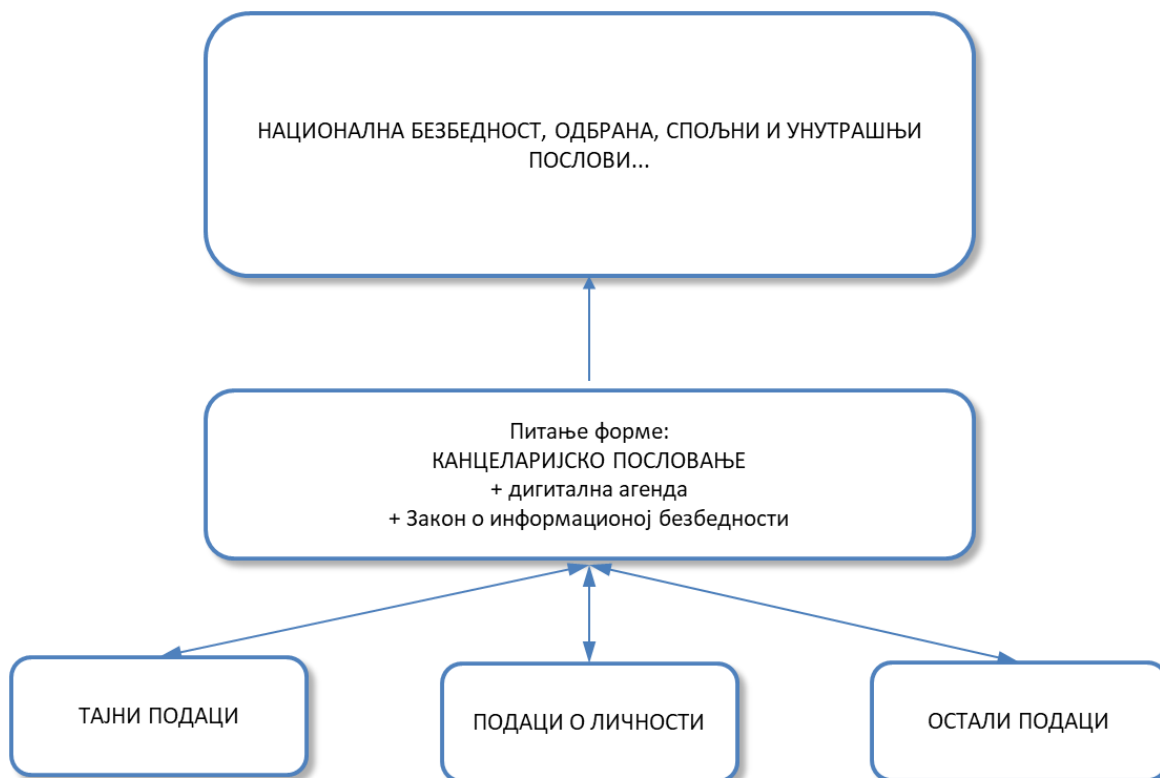 НАЦИОНАЛНА БЕЗБЕДНОСТ, ОДБРАНА, СПОЉНИ И УНУТРАШЊИ
ПОСЛОВИ...
Питање форме:
КАНЦЕЛАРИЈСКО ПОСЛОВАЊЕ
+ дигитална агенда
+ Закон о информационој безбедности
ТАЈНИ ПОДАЦИ
ПОДАЦИ О ЛИЧНОСТИ
ОСТАЛИ ПОДАЦИ